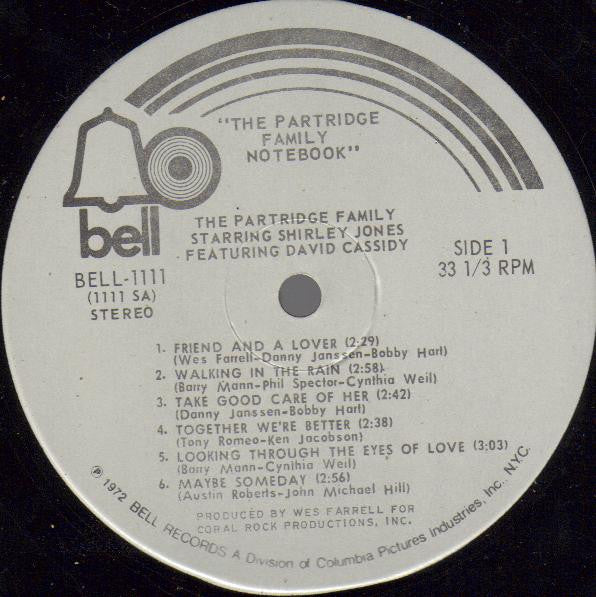 "THE PARTRIDGE
FAMILY
NOTEBOOK"
bell
THE PARTRIDGE FAMILY
STARRING SHIRLEY JONES
FEATURING DAVID CASSIDY
BELL-1111
(1111 SA)
STEREO
SIDE 1
33 1/3 RPM
1. FRIEND AND A LOVER (2:29)
(Wes Farrell-Danny Janssen-Bobby Hart)
2. WALKING IN THE RAIN (2:58)
(Barry Mann-Phil Spector-Cynthia Weil)
3. TAKE GOOD CARE OF HER (2:42)
(Danny Janssen-Bobby Hart)
4. TOGETHER WE'RE BETTER (2:38)
(Tony Romeo-Ken Jacobson)
5. LOOKING THROUGH THE EYES OF LOVE (3:03)
(Barry Mann-Cynthia Weil)
6. MAYBE SOMEDAY (2:56)
(Austin Roberts-John Michael Hill)
PRODUCED BY WES FARRELL FOR
CORAL ROCK PRODUCTIONS, INC.
℗ 1972 BELL RECORDS A Division of Columbia Pictures Industries, Inc., N.Y.C.